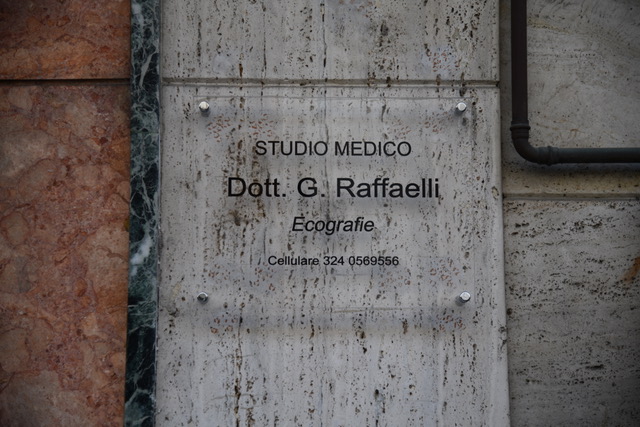 STUDIO MEDICO
Dott. G. Raffaelli
Ecografie
Cellulare 324 0569556